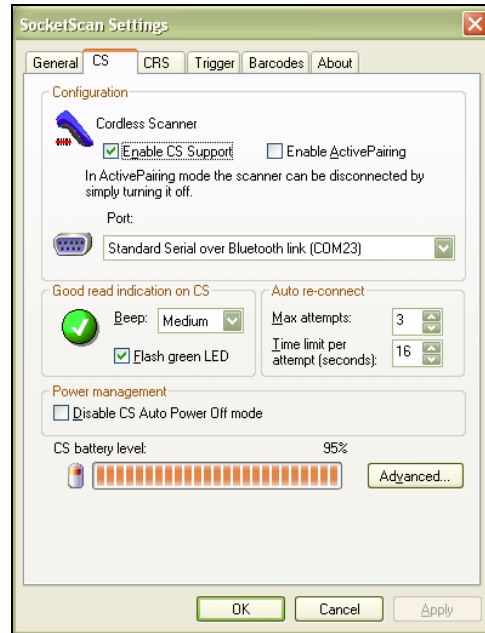 SocketScan Settings
General CS CRS Trigger Barcodes About
Configuration
Cordless Scanner
Enable CS Support Enable ActivePairing
In ActivePairing mode the scanner can be disconnected by
simply turning it off.
Port:
Standard Serial over Bluetooth link (COM23)
Good read indication on CS Auto re-connect
Beep: Medium Max attempts: 3
Flash green LED Time limit per
attempt (seconds): 16
Power management
Disable CS Auto Power Off mode
CS battery level: 95%
Advanced...
OK Cancel Apply